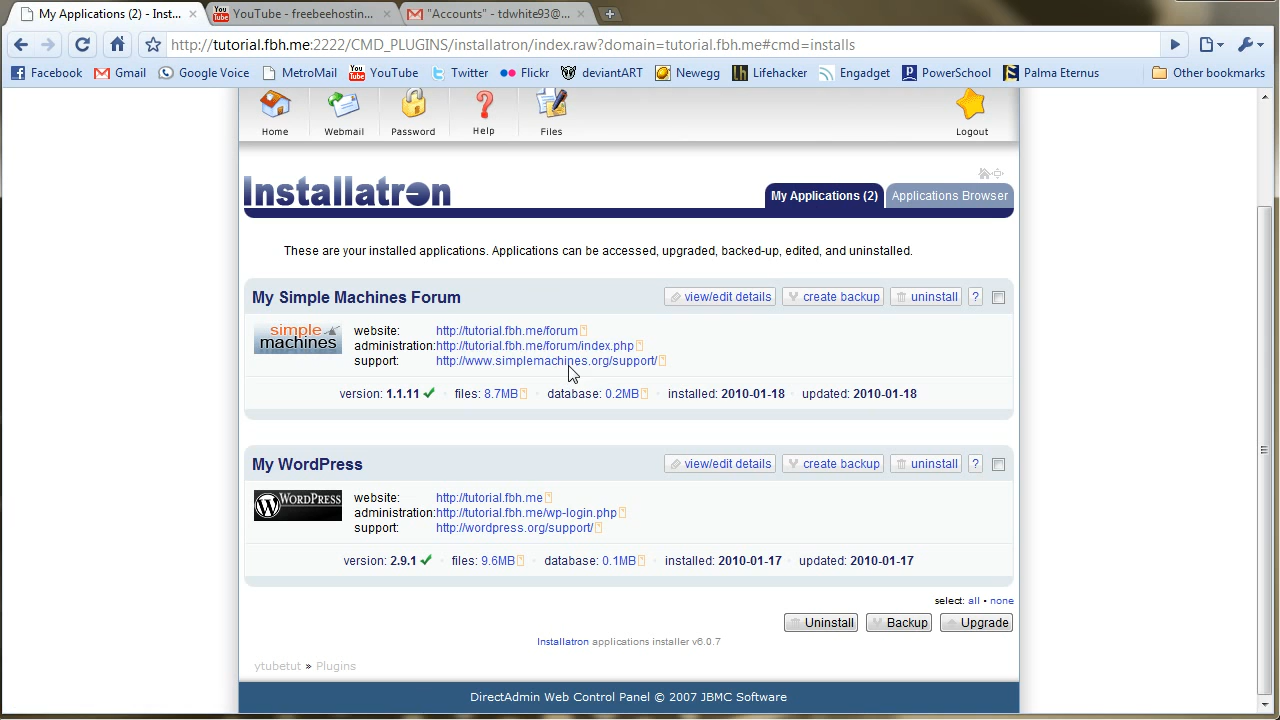 My Applications (2) - Inst...
YouTube - freebeehostin...
"Accounts" - tdwhite93@...
http://tutorial.fbh.me:2222/CMD_PLUGINS/installatron/index.raw?domain=tutorial.fbh.me#cmd=installs
Facebook Gmail Google Voice MetroMail YouTube Twitter Flickr deviantART Newegg Lifehacker Engadget PowerSchool Palma Eternus Other bookmarks
Home Webmail Password Help Files Logout
Installatron
My Applications (2) Applications Browser
These are your installed applications. Applications can be accessed, upgraded, backed-up, edited, and uninstalled.
My Simple Machines Forum view/edit details create backup uninstall ?
simple
machines
website: http://tutorial.fbh.me/forum
administration: http://tutorial.fbh.me/forum/index.php
support: http://www.simplemachines.org/support/
version: 1.1.11 files: 8.7MB database: 0.2MB installed: 2010-01-18 updated: 2010-01-18
My WordPress view/edit details create backup uninstall ?
WORDPRESS
website: http://tutorial.fbh.me
administration: http://tutorial.fbh.me/wp-login.php
support: http://wordpress.org/support/
version: 2.9.1 files: 9.6MB database: 0.1MB installed: 2010-01-17 updated: 2010-01-17
select: all • none
Uninstall Backup Upgrade
Installatron applications installer v6.0.7
ytubetut » Plugins
DirectAdmin Web Control Panel © 2007 JBMC Software